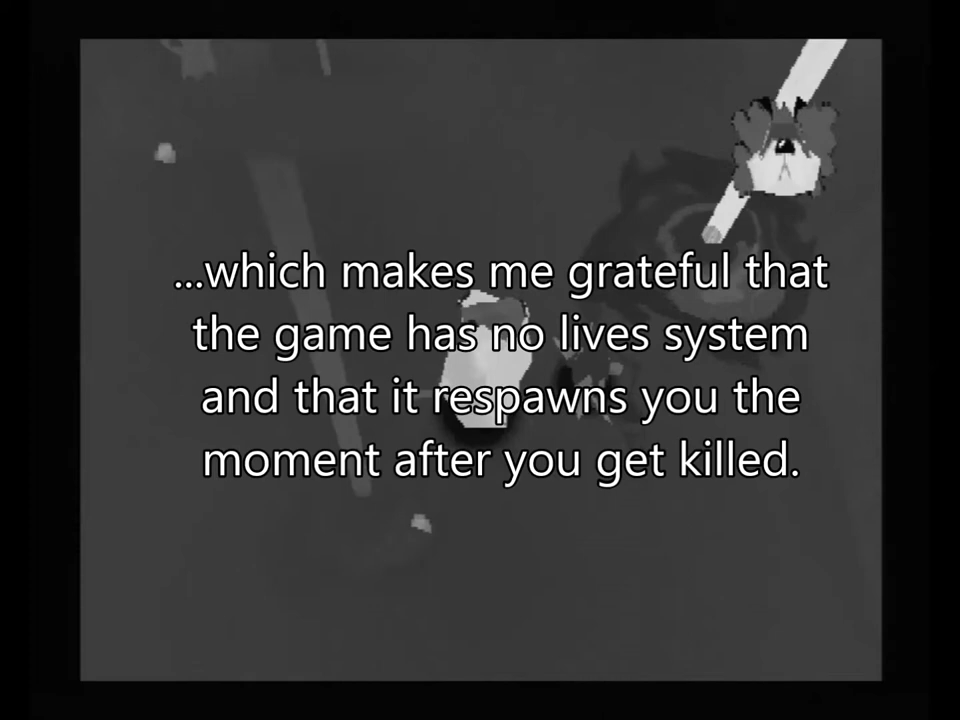 ...which makes me grateful that
the game has no lives system
and that it respawns you the
moment after you get killed.